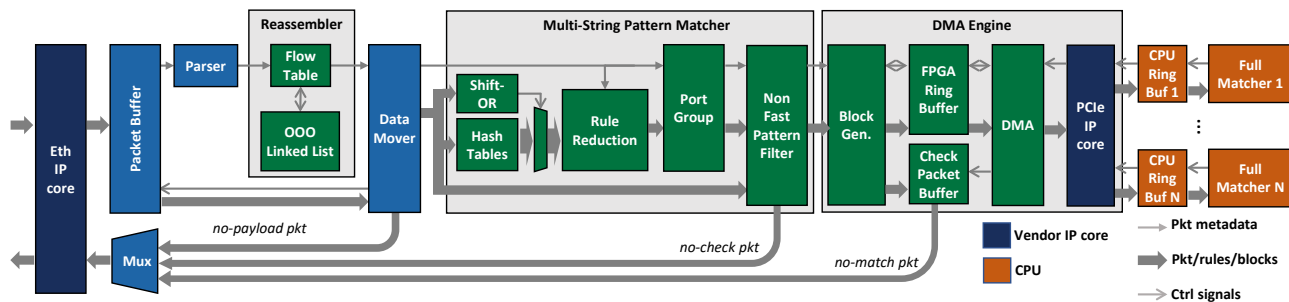 Reassembler
Multi-String Pattern Matcher
DMA Engine
Eth
IP
core
Packet Buffer
Parser
Flow
Table
OOO
Linked List
Data
Mover
Shift-
OR
Hash
Tables
Rule
Reduction
Port
Group
Non
Fast
Pattern
Filter
Block
Gen.
FPGA
Ring
Buffer
Check
Packet
Buffer
DMA
PCIe
IP
core
CPU
Ring
Buf 1
Full
Matcher 1
...
CPU
Ring
Buf N
Full
Matcher N
Mux
no-payload pkt
no-check pkt
no-match pkt
Vendor IP core
CPU
Pkt metadata
Pkt/rules/blocks
Ctrl signals